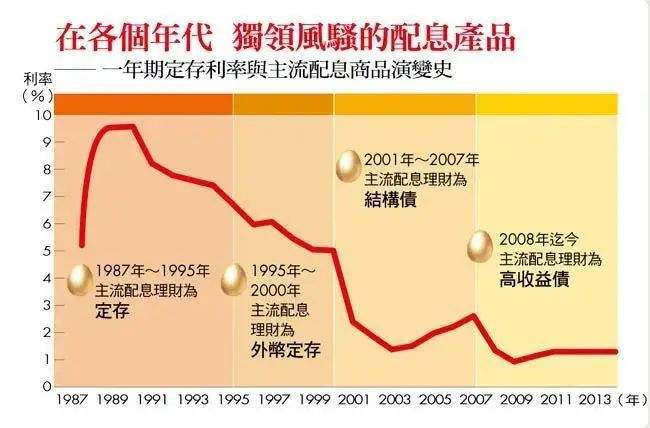 在各個年代 獨領風騷的配息產品
—— 一年期定存利率與主流配息商品演變史
利率
（%）
10
9
8
7
6
5
4
3
2
1
0
1987年～1995年
主流配息理財為
定存
1995年～
2000年
主流配息
理財為
外幣定存
2001年～2007年
主流配息理財為
結構債
2008年迄今
主流配息理財為
高收益債
1987 1989 1991 1993 1995 1997 1999 2001 2003 2005 2007 2009 2011 2013（年）